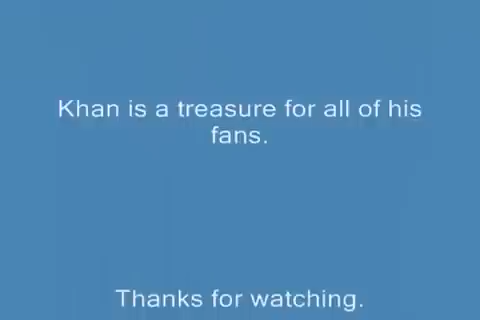 Khan is a treasure for all of his
fans.
Thanks for watching.